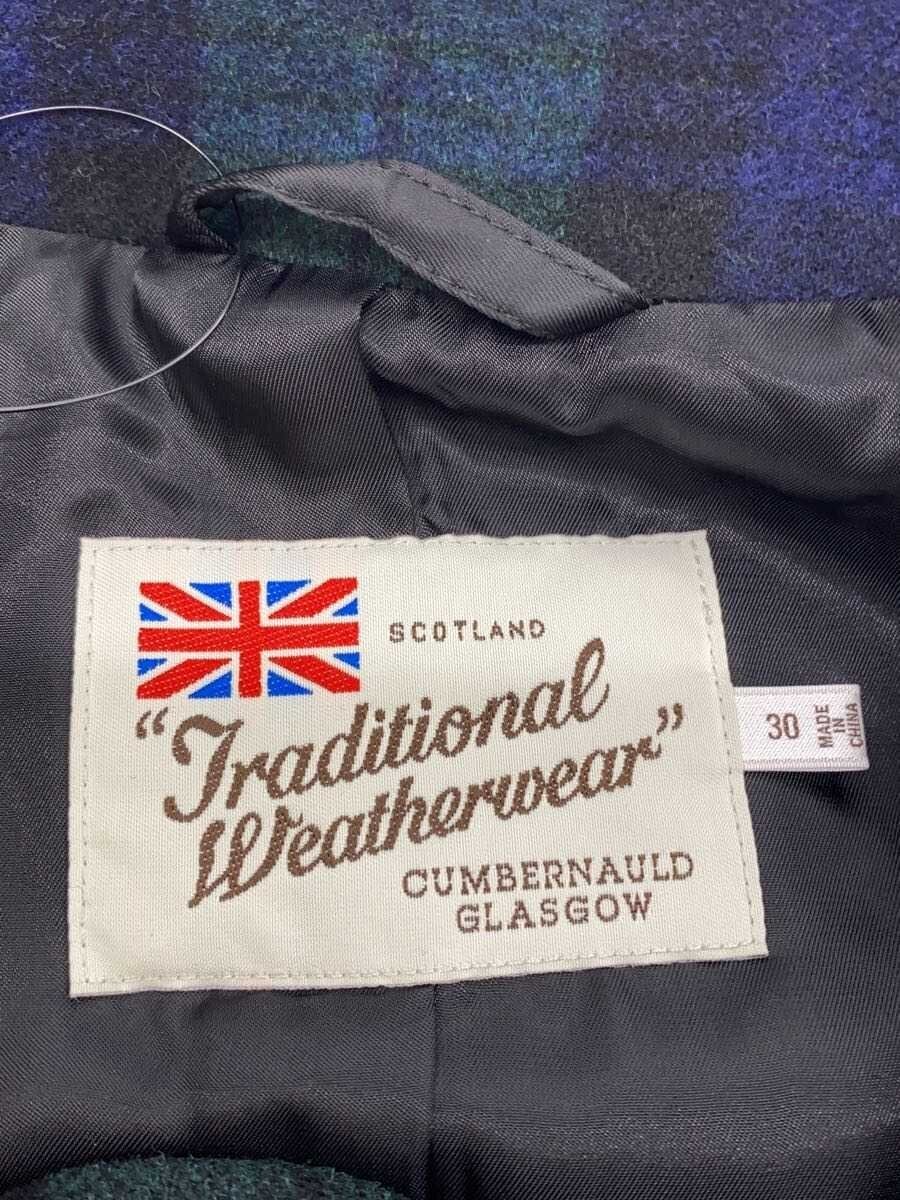 SCOTLAND
"Traditional
Weatherwear"
CUMBERNAULD
GLASGOW
30
MADE
IN
CHINA